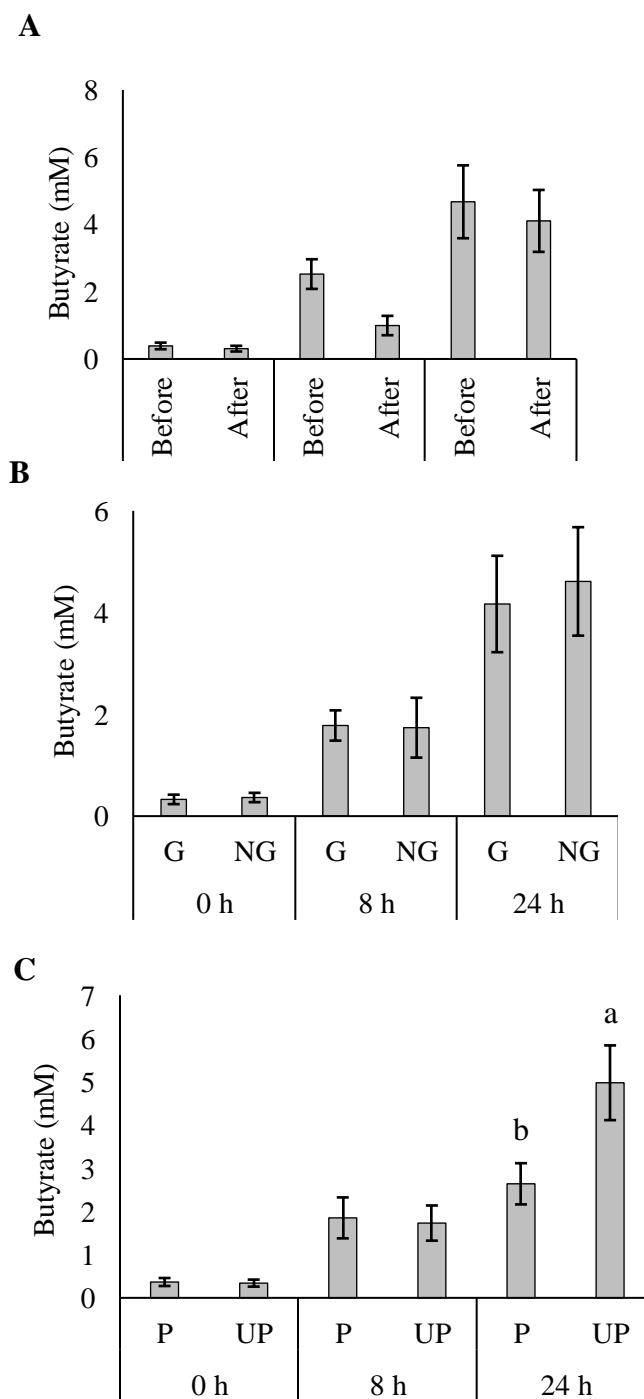 A
8
6
4
2
0
Butyrate (mM)
Before After Before After Before After
B
6
4
2
0
Butyrate (mM)
G NG G NG G NG
0 h 8 h 24 h
C
7
6
5
4
3
2
1
0
Butyrate (mM)
a
b
P UP P UP P UP
0 h 8 h 24 h